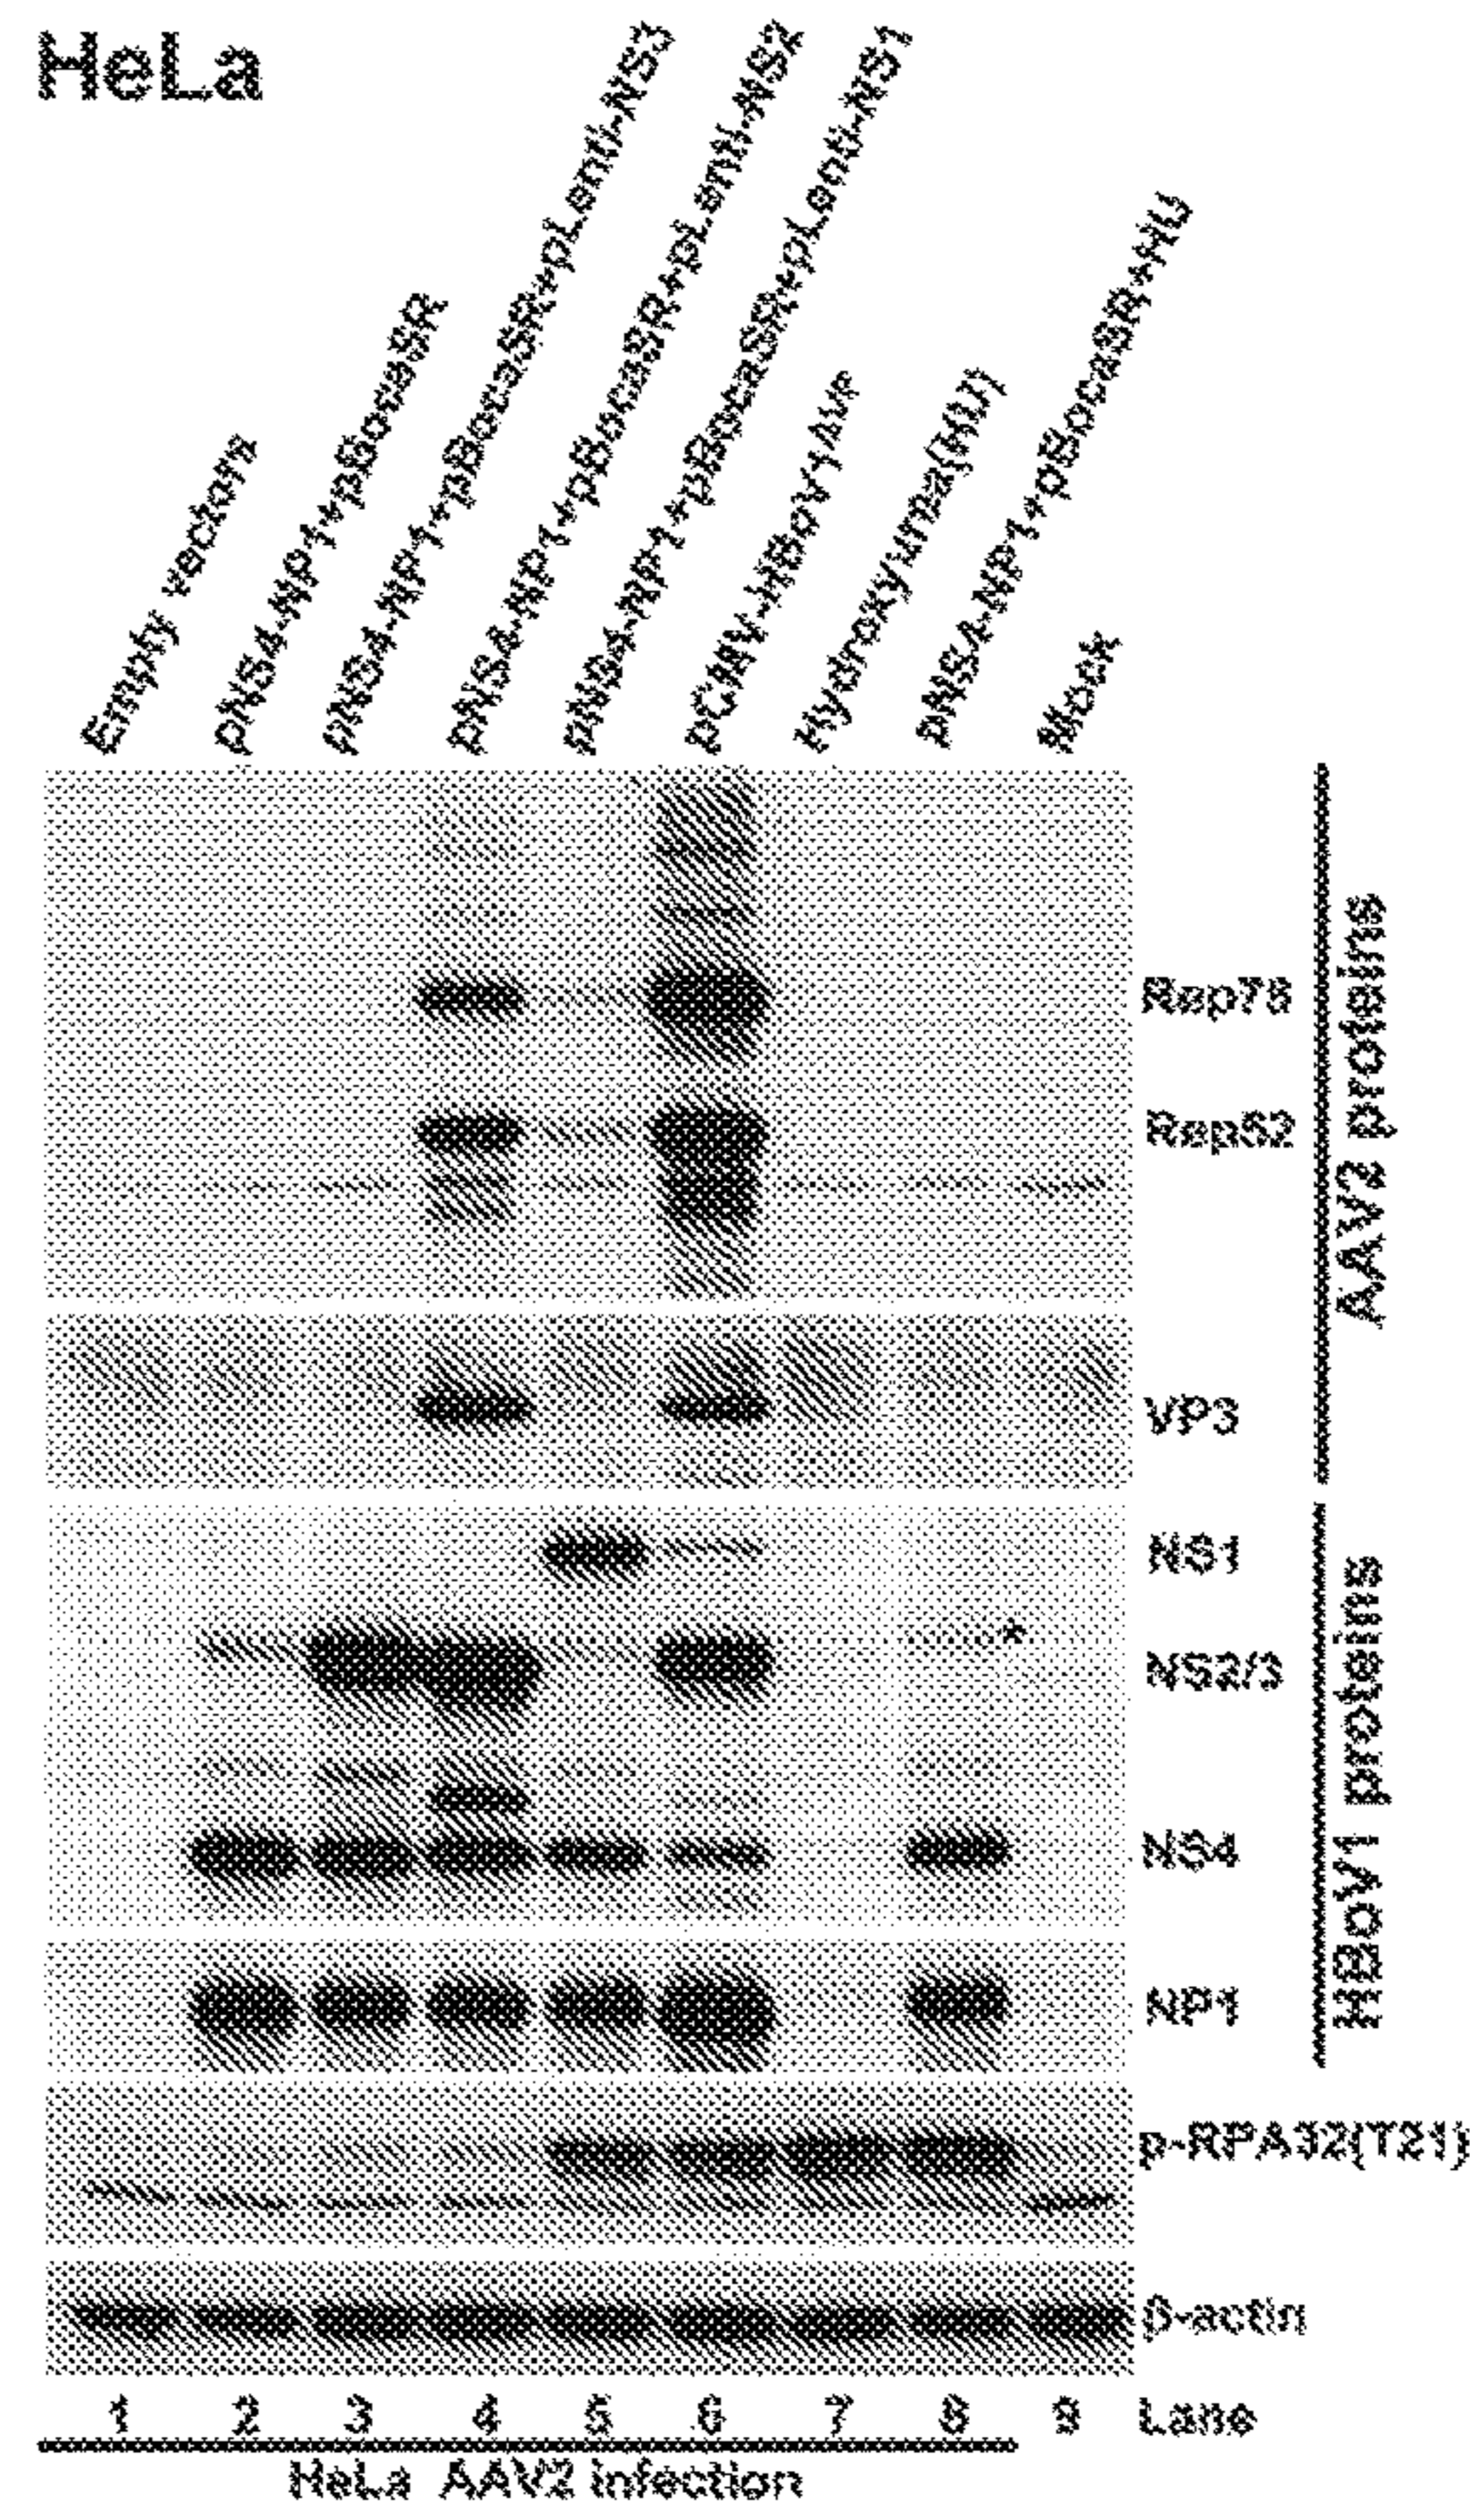 HeLa
Empty vectors
pNS4-NP1+pBocaSR
pNS4-NP1+pBocaSR+pLenti-NS3
pNS4-NP1+pBocaSR+pLenti-NS2
pNS4-NP1+pBocaSR+pLenti-NS1
pCMV-HBoV1ΔVP
Hydroxyurea(HU)
pNS4-NP1+pBocaSR+HU
Mock
Rep78
Rep52
VP3
AAV2 proteins
NS1
*
NS2/3
NS4
NP1
HBoV1 proteins
p-RPA32(T21)
β-actin
1 2 3 4 5 6 7 8 9 Lane
HeLa AAV2 infection